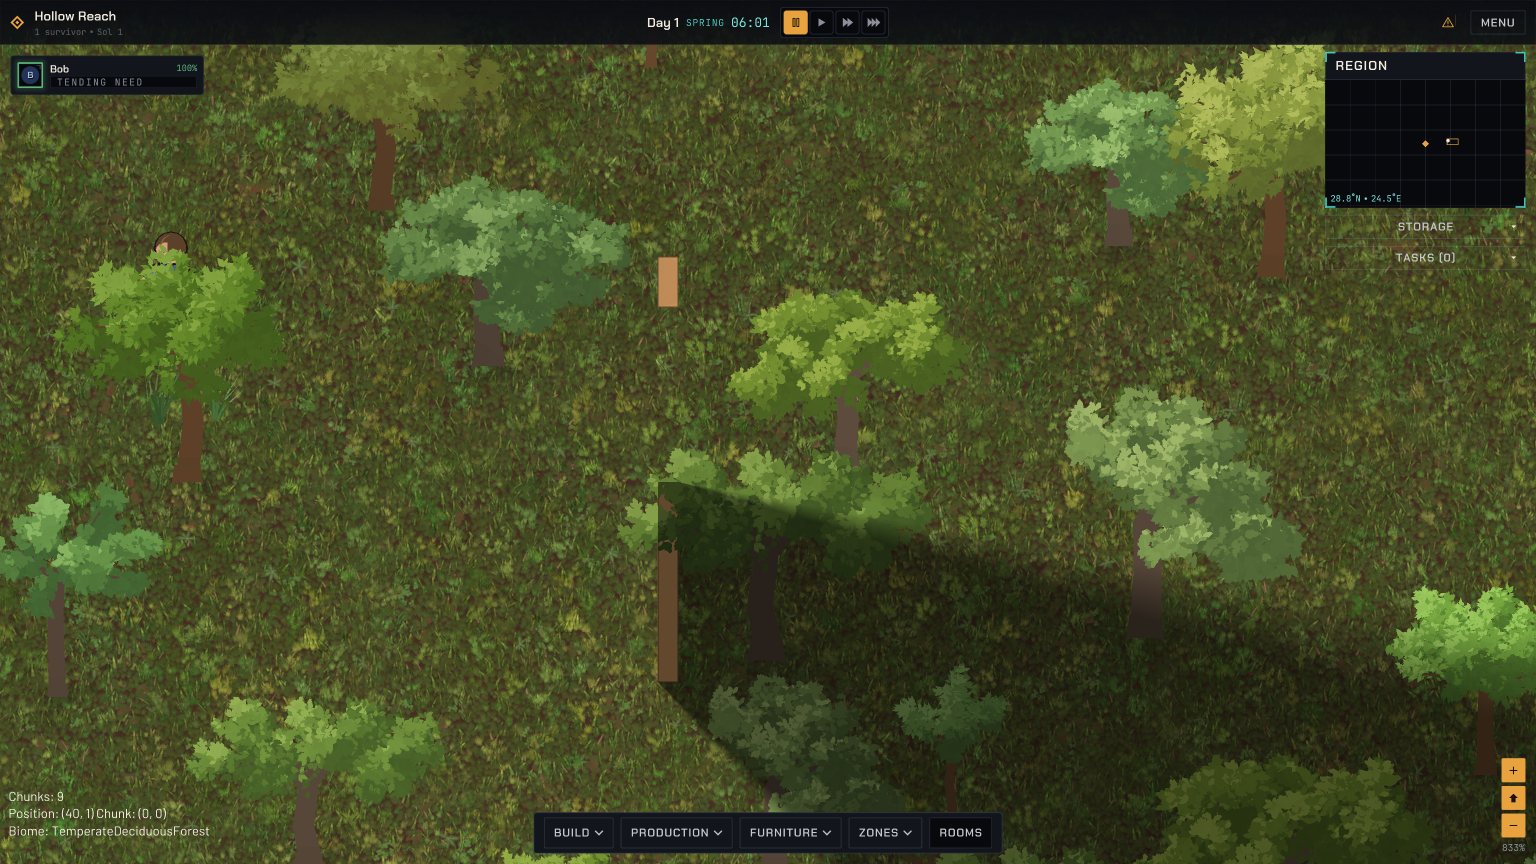 Hollow Reach
1 survivor • Sol 1
Day 1 SPRING 06:01
MENU
B
Bob
100%
TENDING NEED
REGION
28.8°N • 24.5°E
STORAGE
TASKS (0)
Chunks: 9
Position: (40, 1) Chunk: (0, 0)
Biome: TemperateDeciduousForest
BUILD
PRODUCTION
FURNITURE
ZONES
ROOMS
+
−
833%